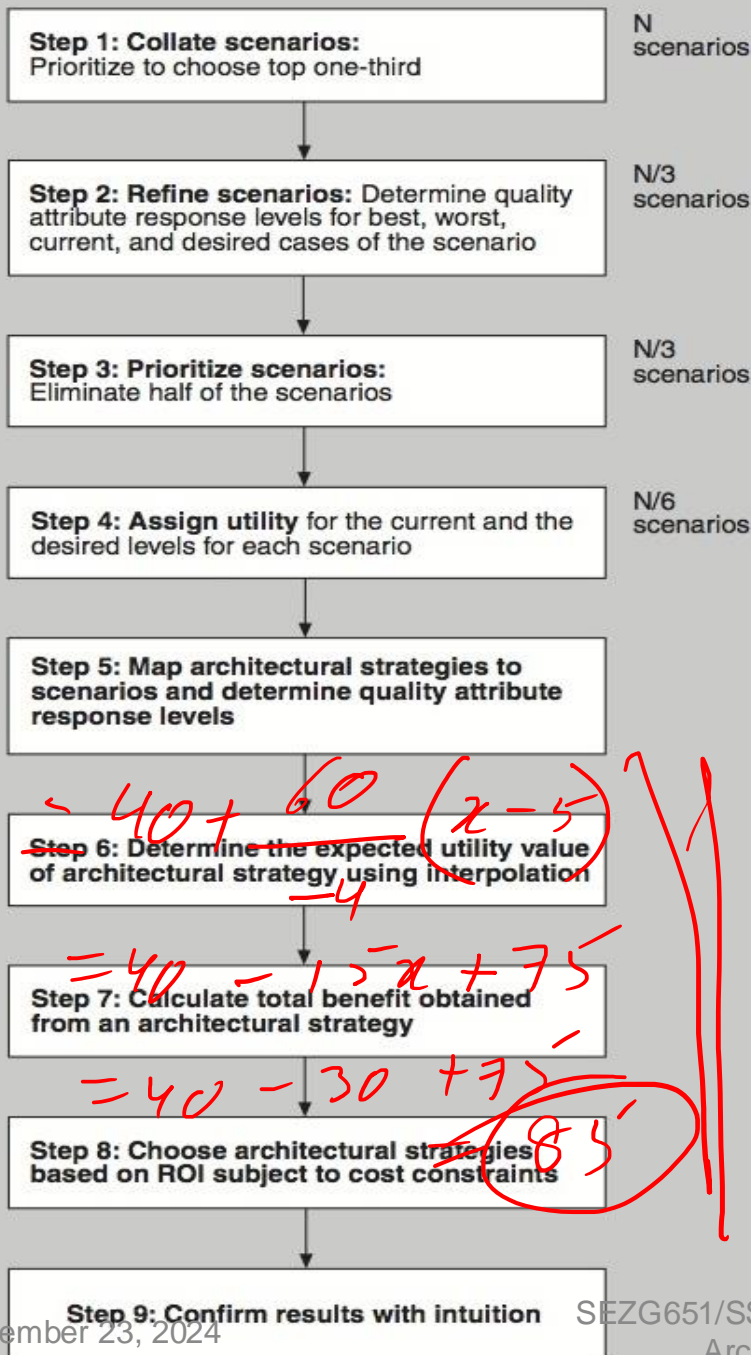 Step 1: Collate scenarios:
Prioritize to choose top one-third
N
scenarios
Step 2: Refine scenarios: Determine quality
attribute response levels for best, worst,
current, and desired cases of the scenario
N/3
scenarios
Step 3: Prioritize scenarios:
Eliminate half of the scenarios
N/3
scenarios
Step 4: Assign utility for the current and the
desired levels for each scenario
N/6
scenarios
Step 5: Map architectural strategies to
scenarios and determine quality attribute
response levels
40 + 60 (x - 5)
Step 6: Determine the expected utility value
of architectural strategy using interpolation
-4
= 40 - 15x + 75
Step 7: Calculate total benefit obtained
from an architectural strategy
= 40 - 30 + 75
Step 8: Choose architectural strategies
based on ROI subject to cost constraints
= 85
Step 9: Confirm results with intuition
ember 23, 2024
SEZG651/SS
Arc